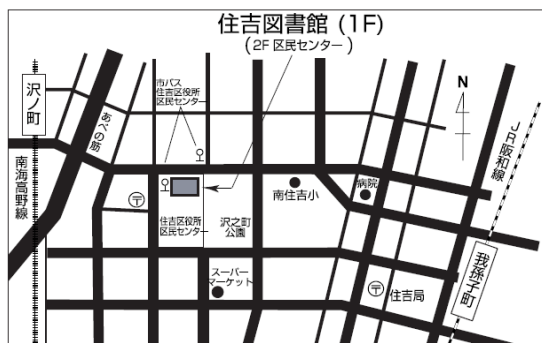 住吉図書館 (1F)
(2F 区民センター)
市バス
住吉区役所
区民センター
N
沢ノ町
あべの筋
JR阪和線
南海高野線
病院
南住吉小
住吉区役所
区民センター
沢之町
公園
我孫子町
スーパー
マーケット
住吉局